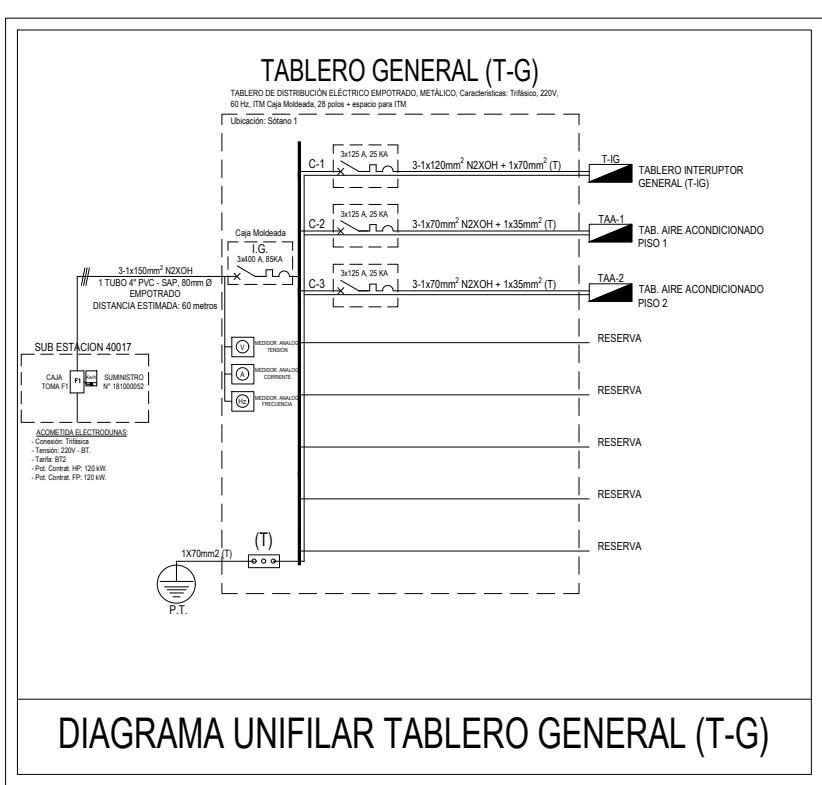 TABLERO GENERAL (T-G)
TABLERO DE DISTRIBUCIÓN ELÉCTRICO EMPOTRADO, METÁLICO, Características: Trifásico, 220V,
60 Hz, ITM Caja Moldeada, 28 polos + espacio para ITM
Ubicación: Sótano 1
C-1
3x125 A, 25 KA
3-1x120mm² N2XOH + 1x70mm² (T)
T-IG
TABLERO INTERUPTOR
GENERAL (T-IG)
C-2
3x125 A, 25 KA
3-1x70mm² N2XOH + 1x35mm² (T)
TAA-1
TAB. AIRE ACONDICIONADO
PISO 1
Caja Moldeada
I.G.
3x400 A, 85KA
C-3
3x125 A, 25 KA
3-1x70mm² N2XOH + 1x35mm² (T)
TAA-2
TAB. AIRE ACONDICIONADO
PISO 2
3-1x150mm² N2XOH
1 TUBO 4" PVC - SAP, 80mm Ø
EMPOTRADO
DISTANCIA ESTIMADA: 60 metros
RESERVA
V
MEDIDOR. ANALOG
TENSION
A
MEDIDOR. ANALOG
CORRIENTE
Hz
MEDIDOR. ANALOG
FRECUENCIA
SUB ESTACION 40017
CAJA
TOMA F1
F1
SUMINISTRO
N° 181000052
RESERVA
ACOMETIDA ELECTRODUNAS:
- Conexión: Trifásica
- Tensión: 220V - BT.
- Tarifa: BT2
- Pot. Contrat. HP: 120 kW.
- Pot. Contrat. FP: 120 kW.
RESERVA
RESERVA
RESERVA
(T)
1X70mm2 (T)
P.T.
DIAGRAMA UNIFILAR TABLERO GENERAL (T-G)